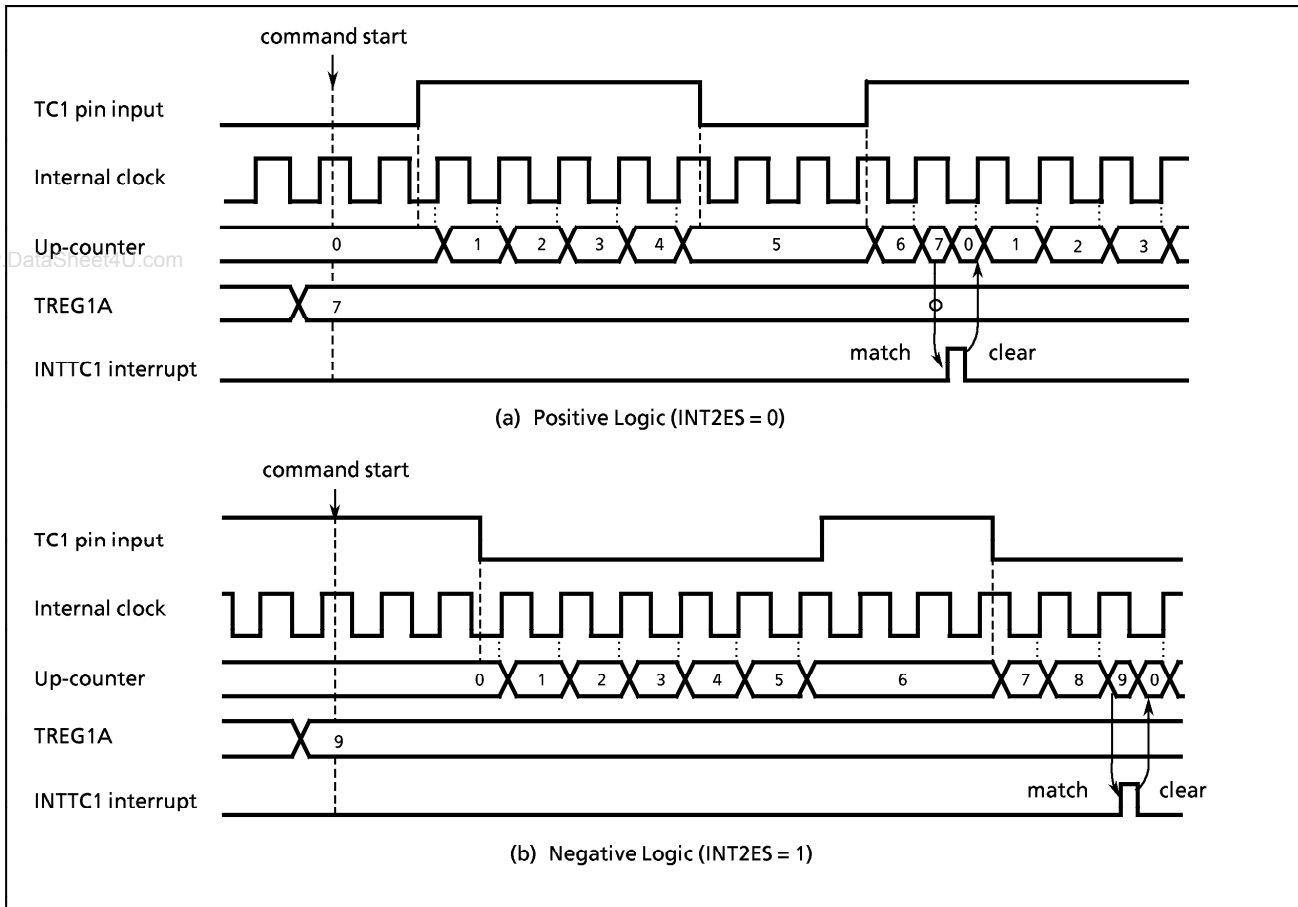 command start
TC1 pin input
Internal clock
Up-counter 0 1 2 3 4 5 6 7 0 1 2 3
.DataSheet4U.com
TREG1A 7
match clear
INTTC1 interrupt
(a) Positive Logic (INT2ES = 0)
command start
TC1 pin input
Internal clock
Up-counter 0 1 2 3 4 5 6 7 8 9 0
TREG1A 9
match clear
INTTC1 interrupt
(b) Negative Logic (INT2ES = 1)